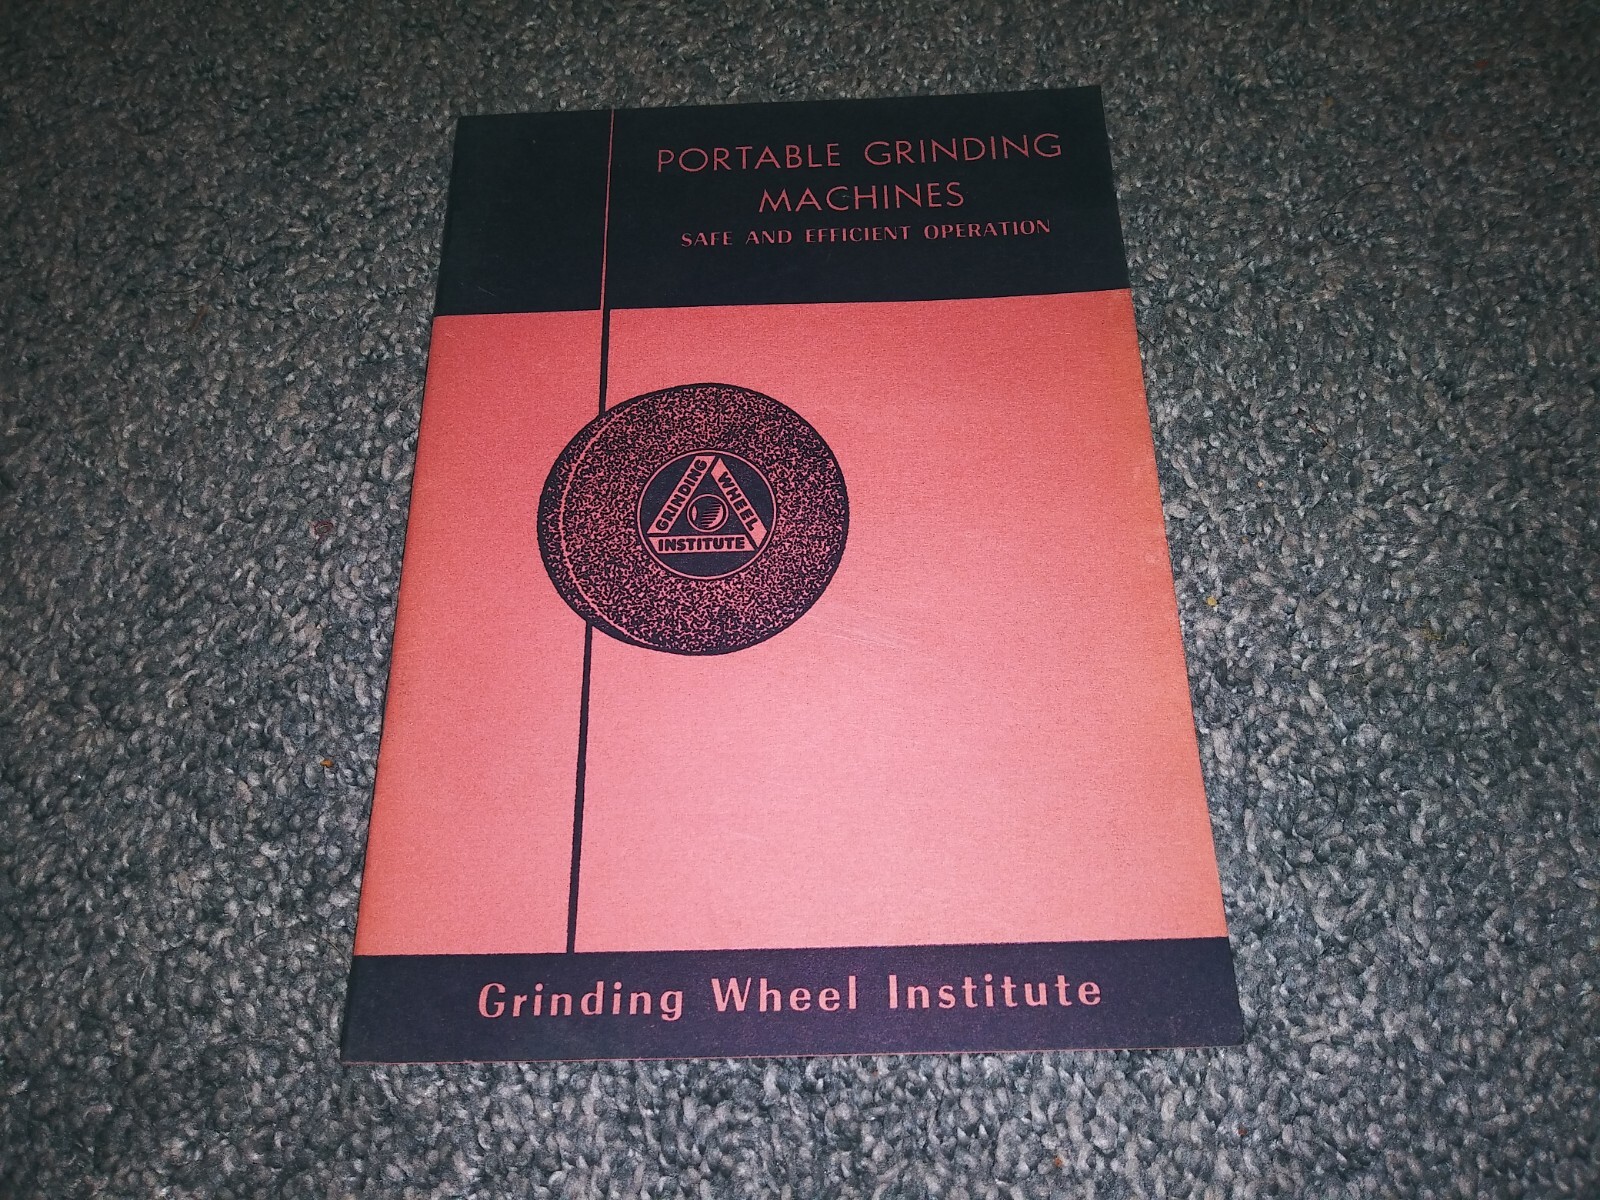 PORTABLE GRINDING
MACHINES
SAFE AND EFFICIENT OPERATION
GRINDING
WHEEL
INSTITUTE
Grinding Wheel Institute